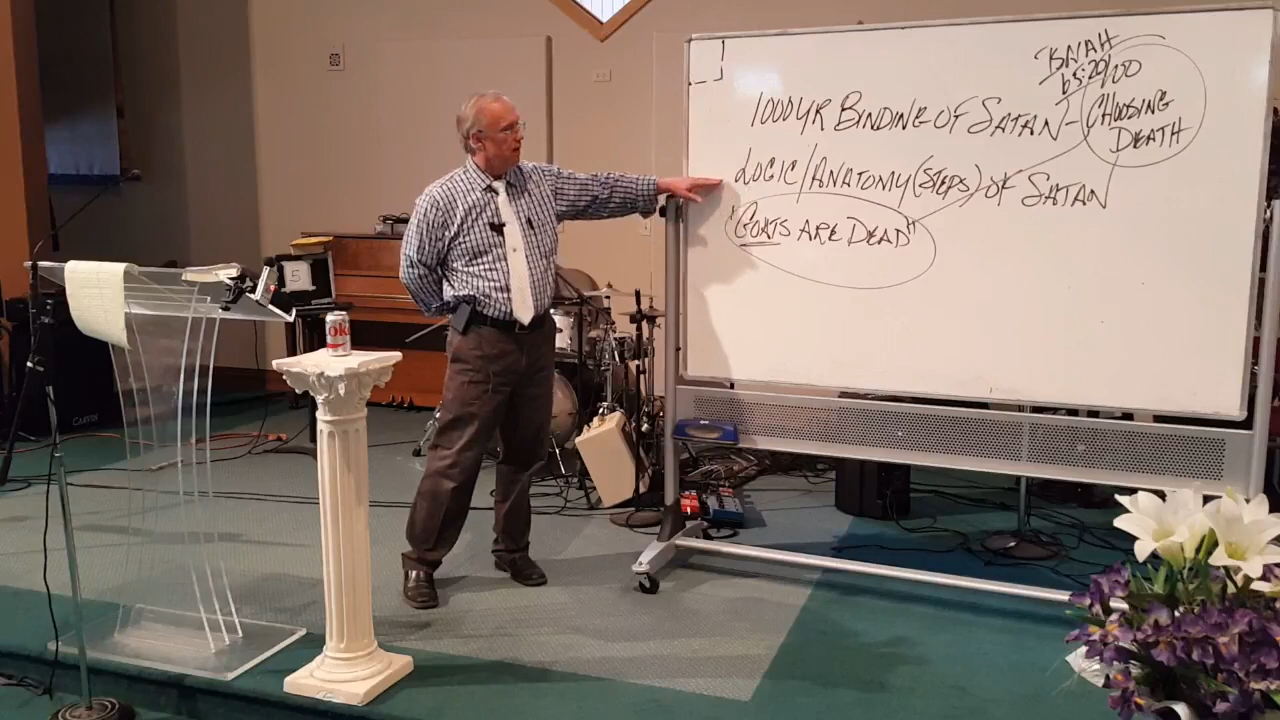 ISAIAH
65:20/100
1000 YR BINDING OF SATAN - CHOOSING
DEATH
LOGIC/ANATOMY (STEPS) OF SATAN
"GOATS ARE DEAD"
5
Coke
CARVIN